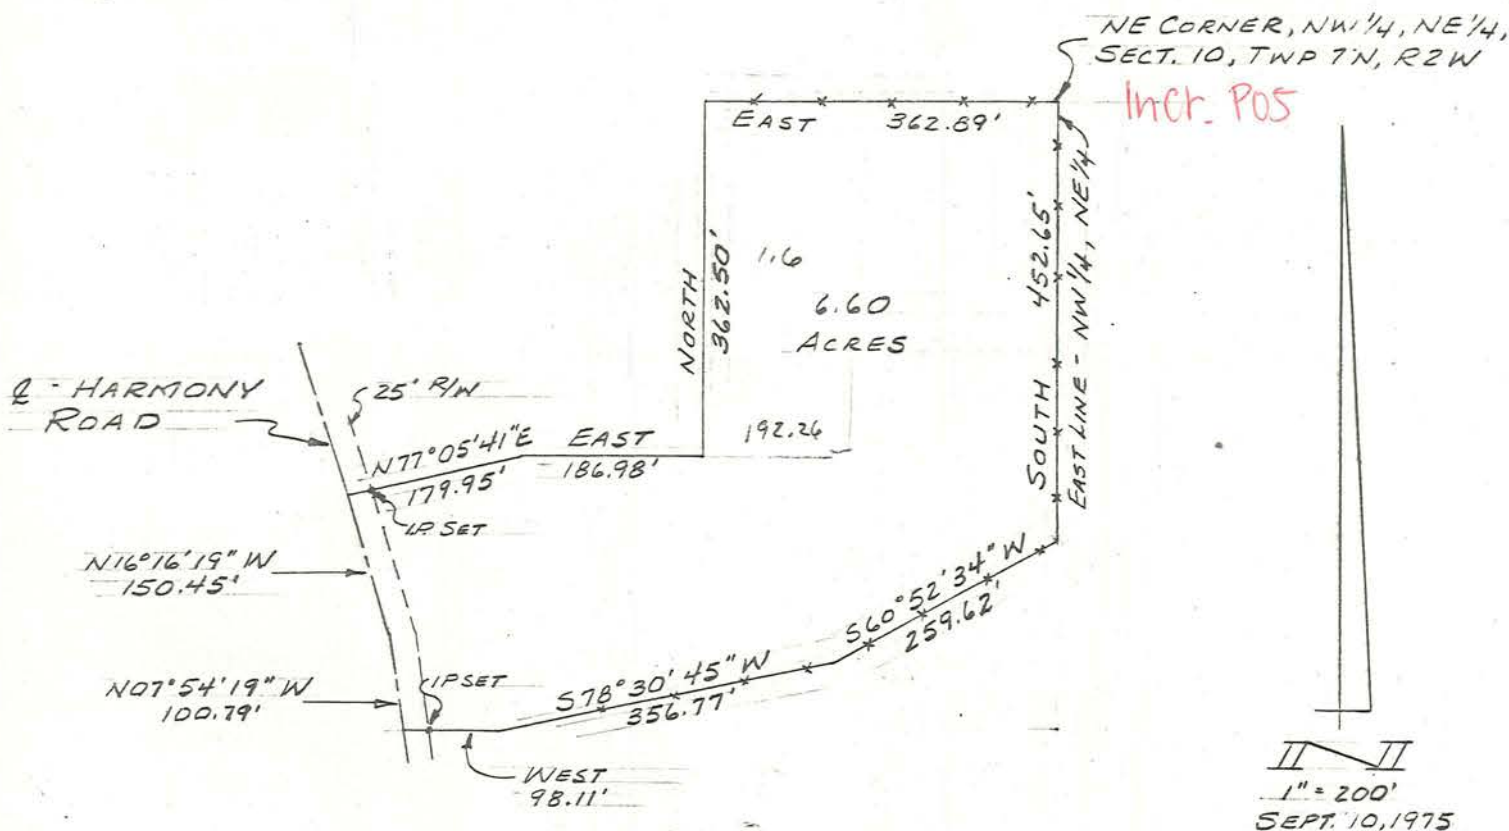 NE CORNER, NW 1/4, NE 1/4,
SECT. 10, TWP 7N, R2W
Incr. POS
EAST 362.89'
SOUTH 452.65'
EAST LINE - NW 1/4, NE 1/4
NORTH
362.50'
1.6
6.60
ACRES
℄ - HARMONY
ROAD
25' R/W
N77°05'41"E
179.95'
EAST
186.98'
192.26
I.P. SET
N16°16'19" W
150.45'
S60°52'34" W
259.62'
S78°30'45" W
356.77'
N07°54'19" W
100.79'
IP SET
WEST
98.11'
N
1" = 200'
SEPT. 10, 1975